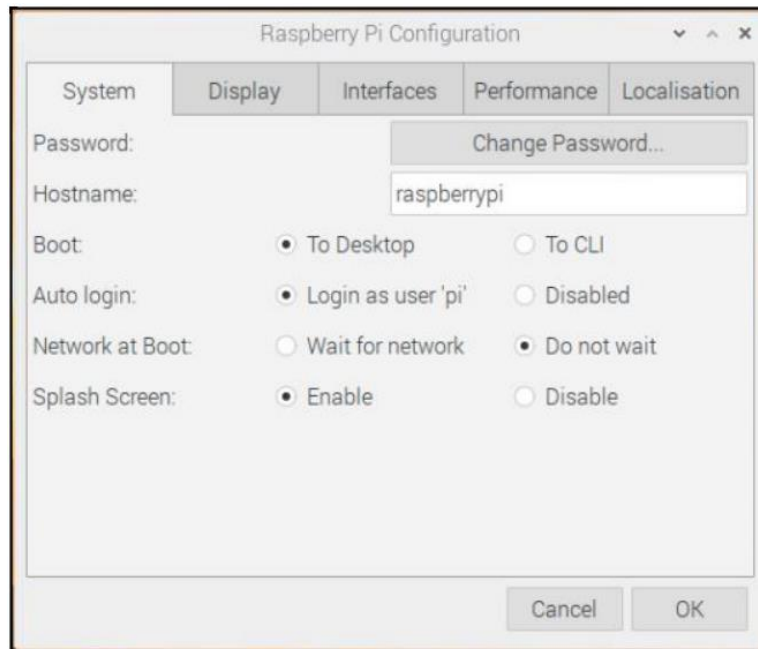 Raspberry Pi Configuration
System Display Interfaces Performance Localisation
Password: Change Password...
Hostname: raspberrypi
Boot: To Desktop To CLI
Auto login: Login as user 'pi' Disabled
Network at Boot: Wait for network Do not wait
Splash Screen: Enable Disable
Cancel OK